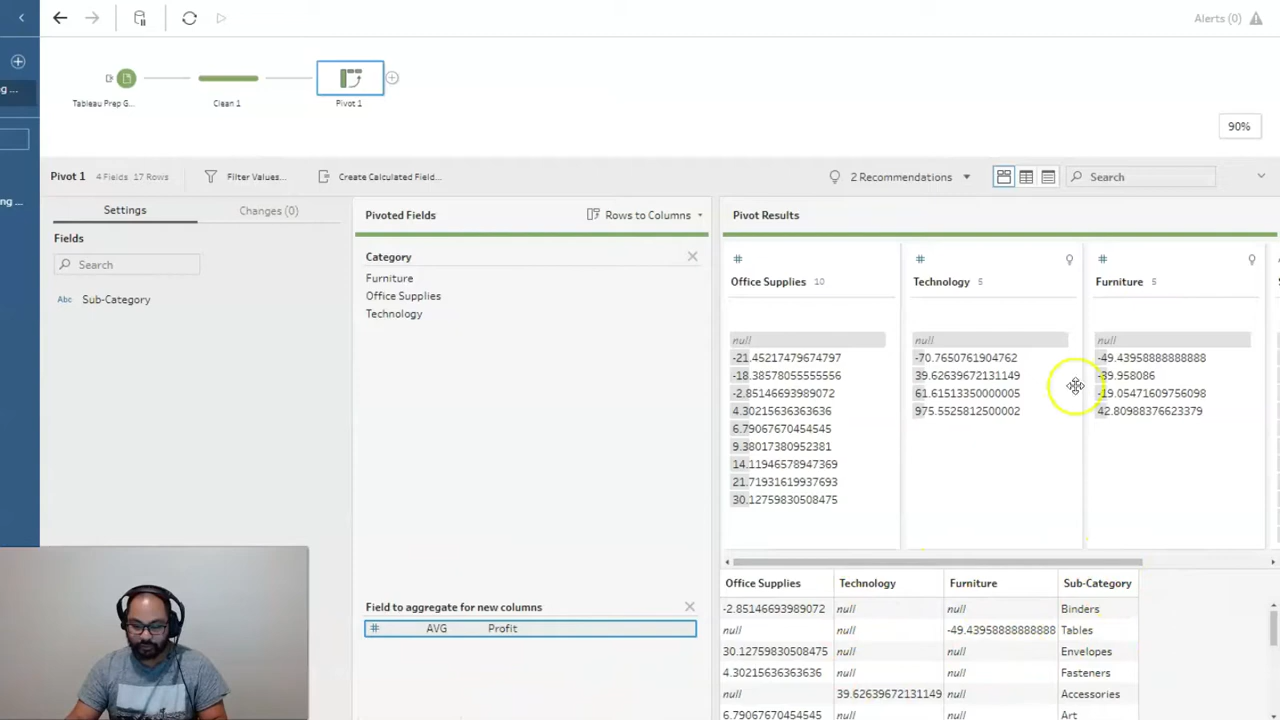 Alerts (0)
g ...
Tableau Prep G...
Clean 1
Pivot 1
90%
ng ...
Pivot 1 4 Fields 17 Rows
Filter Values...
Create Calculated Field...
2 Recommendations
Search
Settings
Changes (0)
Fields
Search
Abc Sub-Category
Pivoted Fields
Rows to Columns
Category
Furniture
Office Supplies
Technology
Field to aggregate for new columns
# AVG Profit
Pivot Results
#
Office Supplies 10
null
-21.45217479674797
-18.38578055555556
-2.85146693989072
4.30215636363636
6.79067670454545
9.38017380952381
14.11946578947369
21.71931619937693
30.12759830508475
#
Technology 5
null
-70.7650761904762
39.62639672131149
61.61513350000005
975.5525812500002
#
Furniture 5
null
-49.43958888888888
-39.958086
-19.05471609756098
42.80988376623379
Office Supplies Technology Furniture Sub-Category
-2.85146693989072 null null Binders
null null -49.43958888888888 Tables
30.12759830508475 null null Envelopes
4.30215636363636 null null Fasteners
null 39.62639672131149 null Accessories
6.79067670454545 null null Art